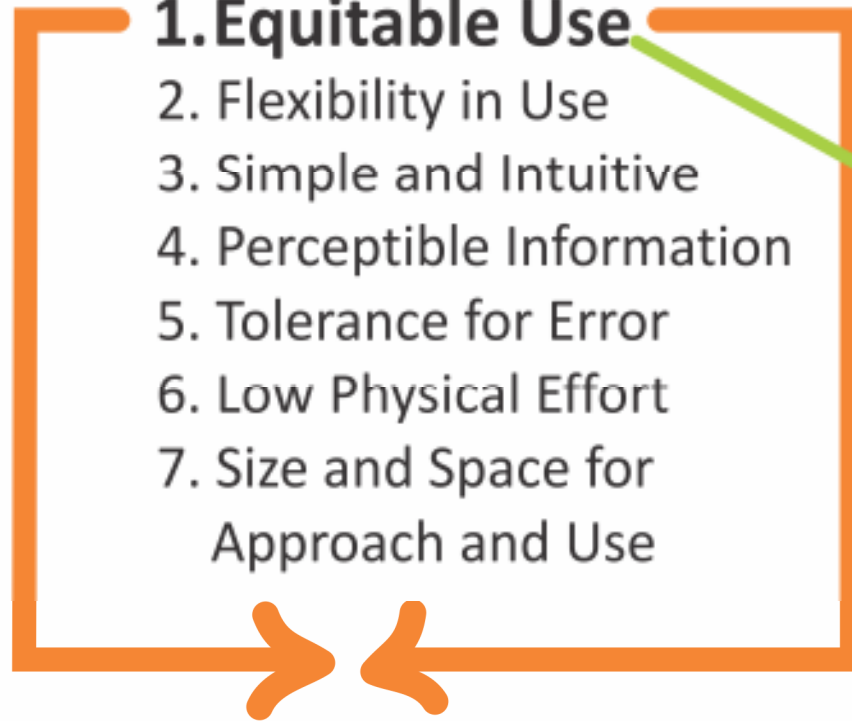 1.Equitable Use
2. Flexibility in Use
3. Simple and Intuitive
4. Perceptible Information
5. Tolerance for Error
6. Low Physical Effort
7. Size and Space for
Approach and Use